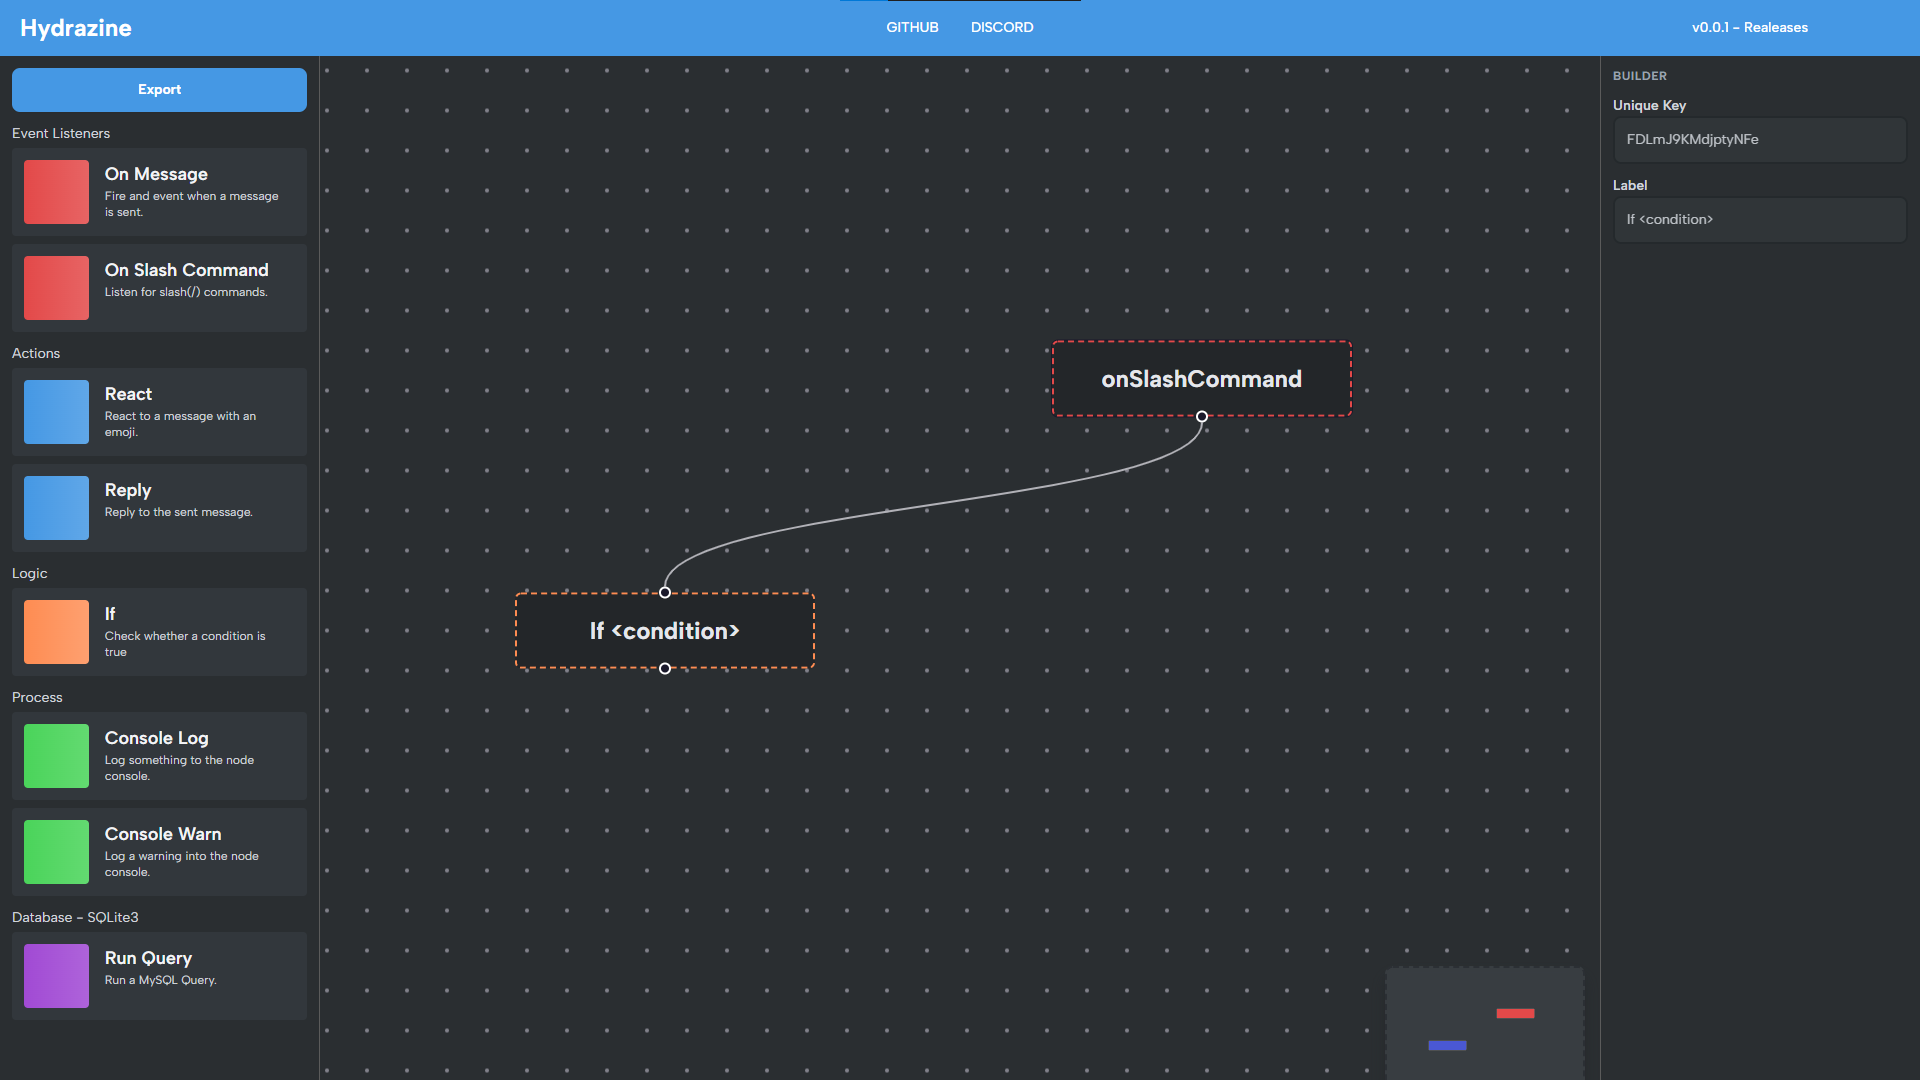 Hydrazine
GITHUB
DISCORD
v0.0.1 - Realeases
Export
Event Listeners
On Message
Fire and event when a message
is sent.
On Slash Command
Listen for slash(/) commands.
Actions
React
React to a message with an
emoji.
Reply
Reply to the sent message.
Logic
If
Check whether a condition is
true
Process
Console Log
Log something to the node
console.
Console Warn
Log a warning into the node
console.
Database - SQLite3
Run Query
Run a MySQL Query.
onSlashCommand
If <condition>
BUILDER
Unique Key
FDLmJ9KMdjptyNFe
Label
If <condition>